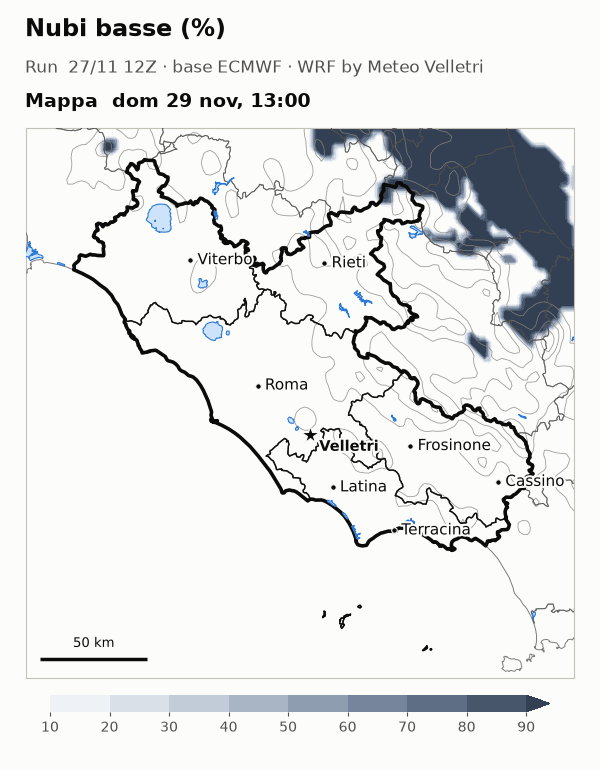 Nubi basse (%)
Run  27/11 12Z · base ECMWF · WRF by Meteo Velletri
Mappa  dom 29 nov, 13:00
Viterbo
Rieti
Roma
Velletri
Frosinone
Latina
Cassino
Terracina
50 km
10 20 30 40 50 60 70 80 90